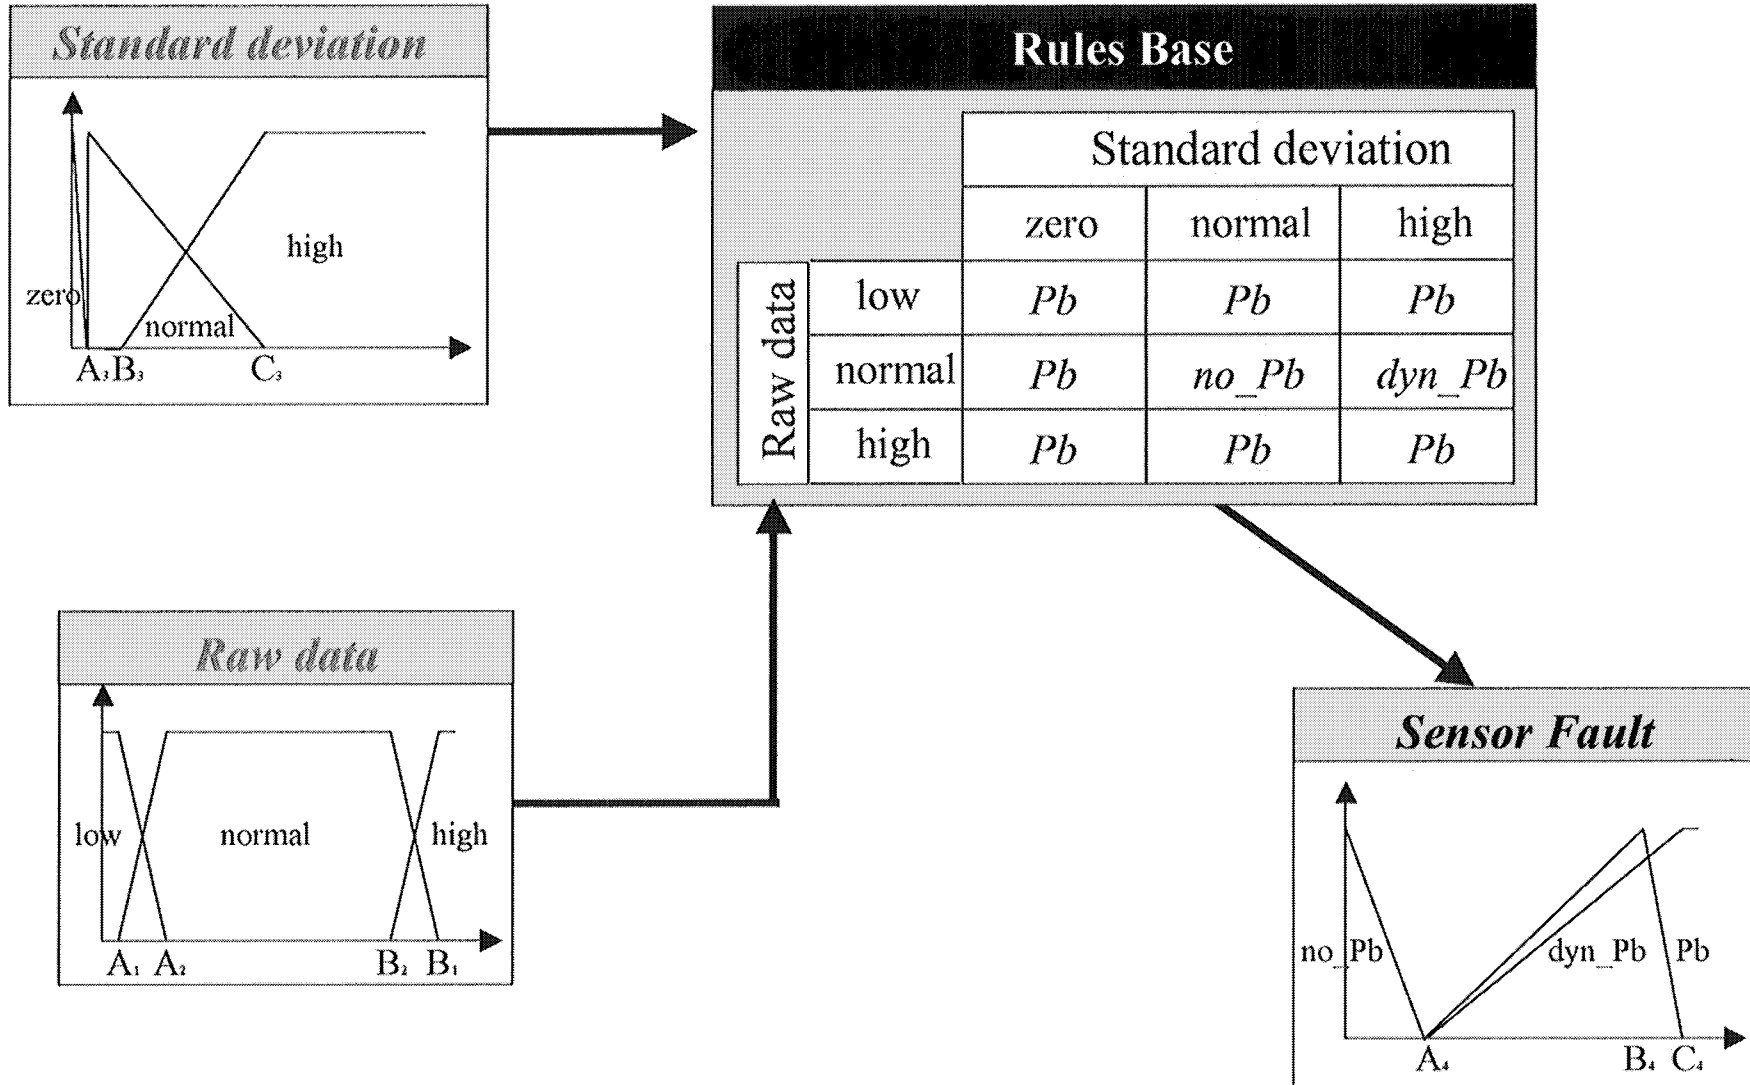 Standard deviation
zero
normal
high
A₃ B₃ C₃
Rules Base
Standard deviation
zero normal high
Raw data
low Pb Pb Pb
normal Pb no_Pb dyn_Pb
high Pb Pb Pb
Raw data
low normal high
A₁ A₂ B₂ B₁
Sensor Fault
no_Pb dyn_Pb Pb
A₄ B₄ C₄